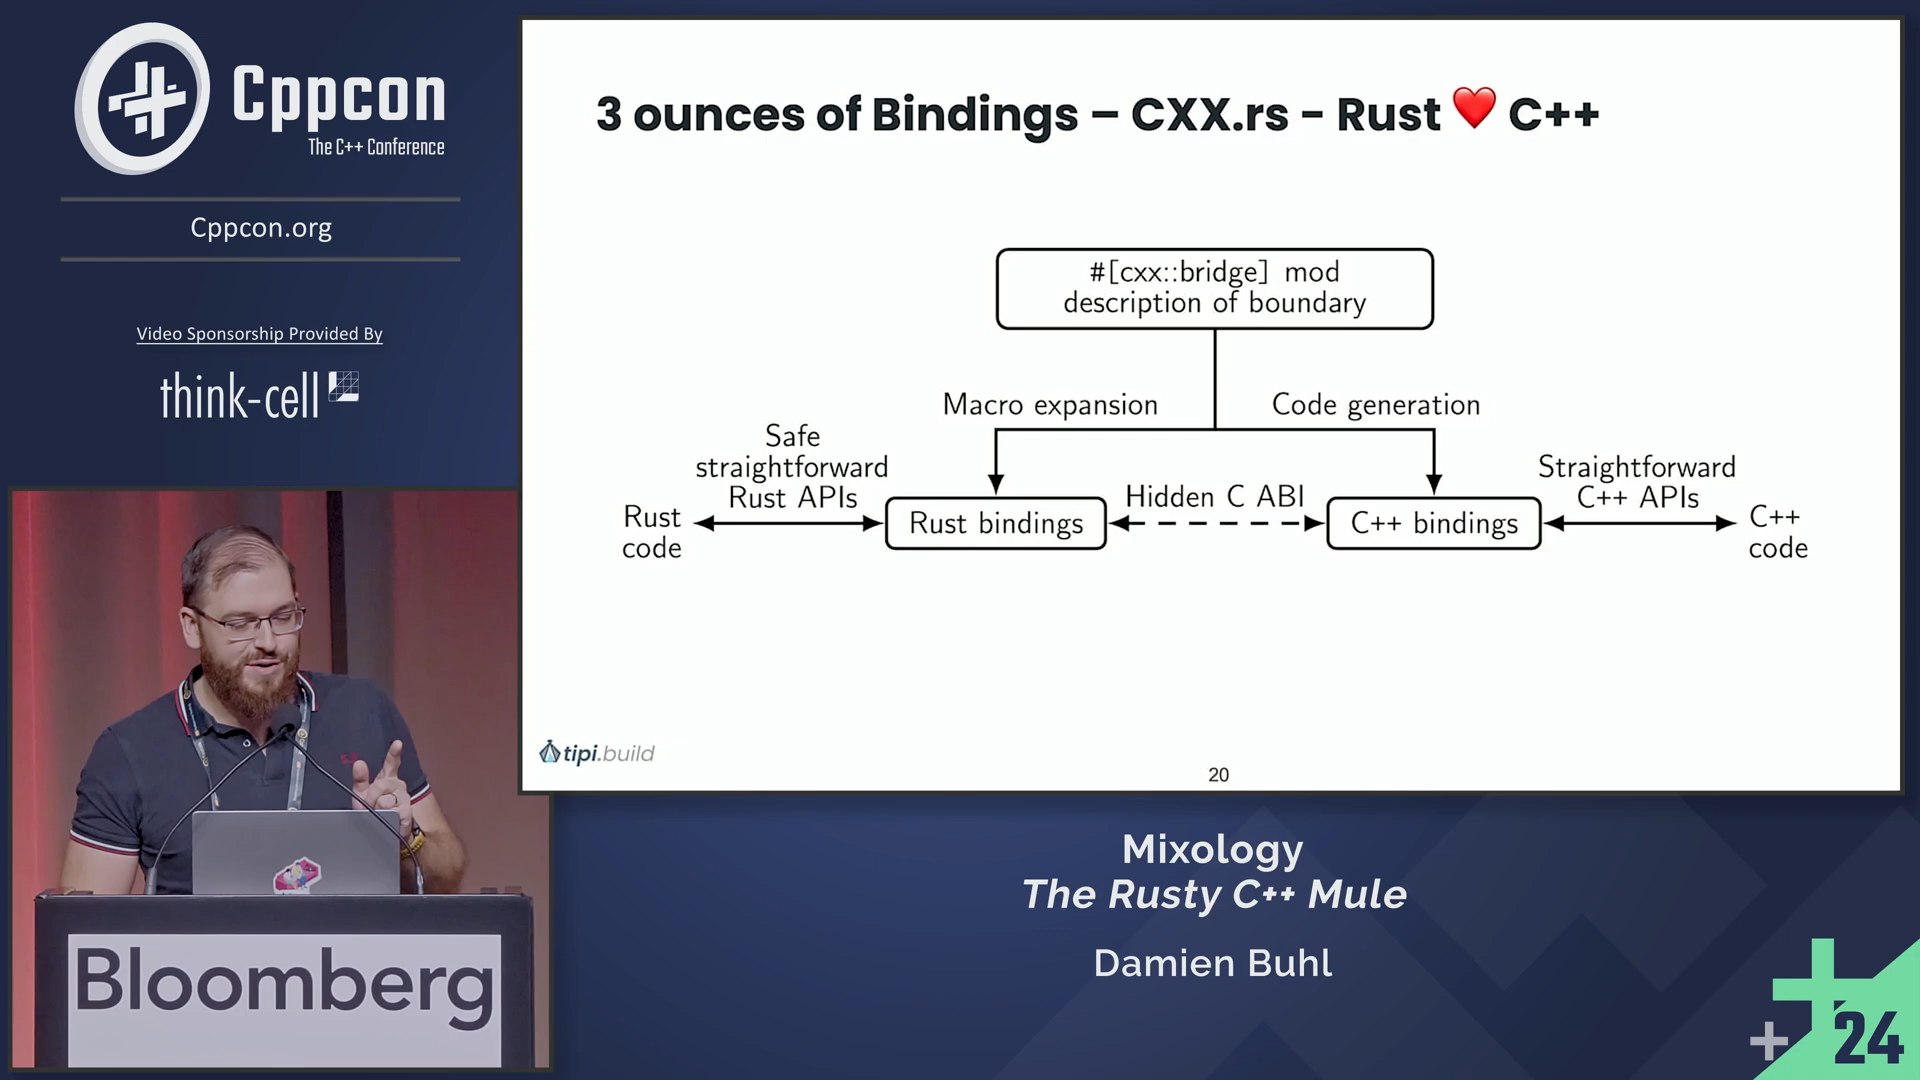 Cppcon
The C++ Conference
Cppcon.org
Video Sponsorship Provided By
think-cell
3 ounces of Bindings – CXX.rs - Rust ❤️ C++
#[cxx::bridge] mod
description of boundary
Macro expansion
Code generation
Safe
straightforward
Rust APIs
Straightforward
C++ APIs
Rust
code
Rust bindings
Hidden C ABI
C++ bindings
C++
code
tipi.build
20
Bloomberg
Mixology
The Rusty C++ Mule
Damien Buhl
24